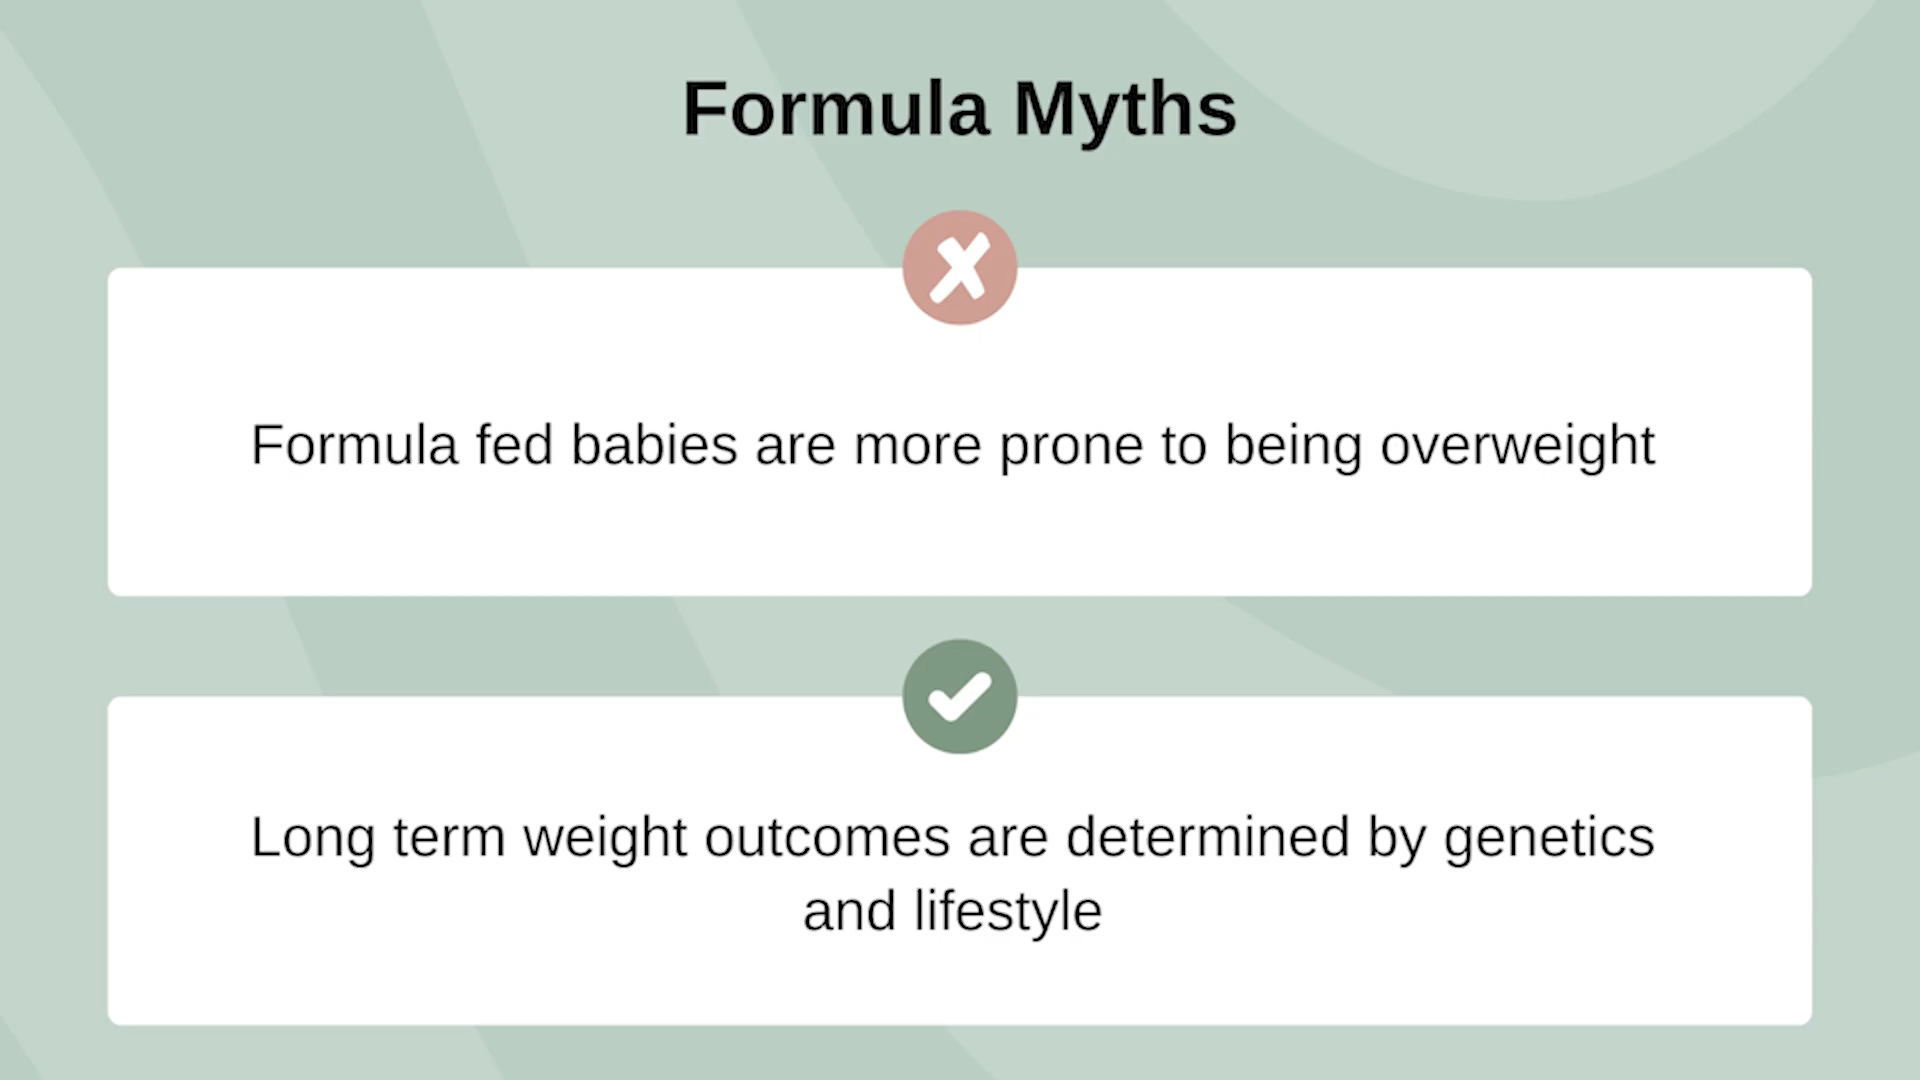 Formula Myths
Formula fed babies are more prone to being overweight
Long term weight outcomes are determined by genetics
and lifestyle